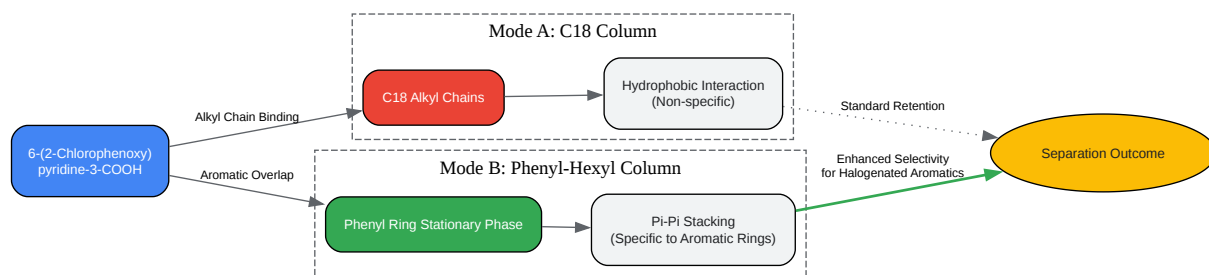 Mode A: C18 Column
C18 Alkyl Chains
Hydrophobic Interaction
(Non-specific)
Alkyl Chain Binding
Standard Retention
6-(2-Chlorophenoxy)
pyridine-3-COOH
Separation Outcome
Aromatic Overlap
Enhanced Selectivity
for Halogenated Aromatics
Mode B: Phenyl-Hexyl Column
Phenyl Ring Stationary Phase
Pi-Pi Stacking
(Specific to Aromatic Rings)